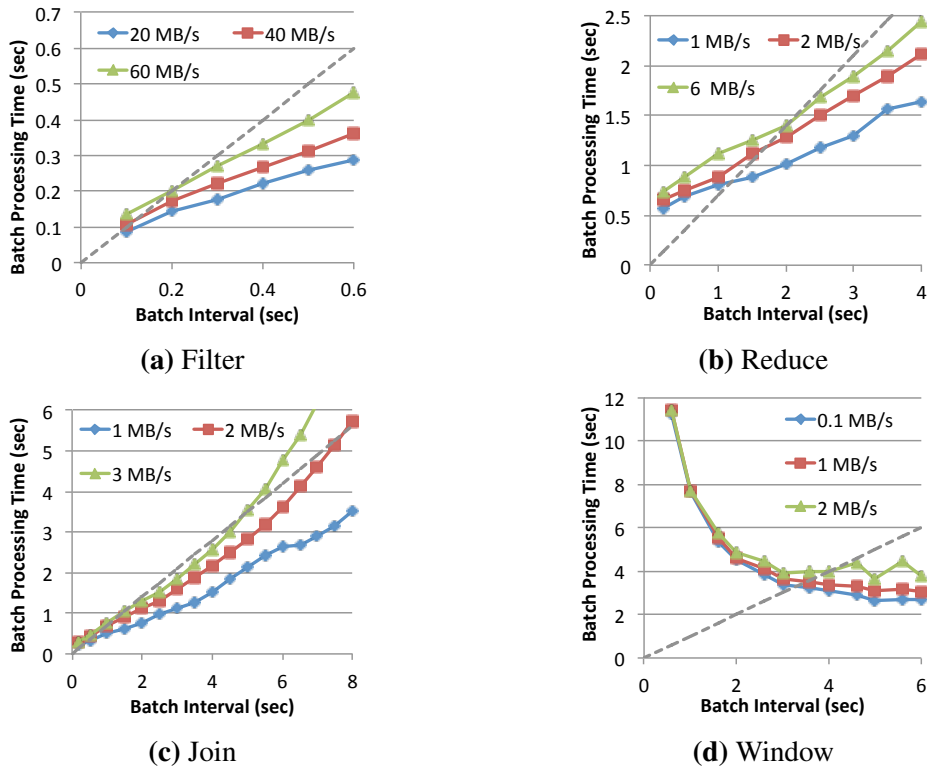 0.7
0.6
0.5
0.4
0.3
0.2
0.1
0
Batch Processing Time (sec)
20 MB/s
40 MB/s
60 MB/s
0
0.2
0.4
0.6
Batch Interval (sec)
(a) Filter
2.5
2
1.5
1
0.5
0
Batch Processing Time (sec)
1 MB/s
2 MB/s
6 MB/s
0
1
2
3
4
Batch Interval (sec)
(b) Reduce
6
5
4
3
2
1
0
Batch Processing Time (sec)
1 MB/s
2 MB/s
3 MB/s
0
2
4
6
8
Batch Interval (sec)
(c) Join
12
10
8
6
4
2
0
Batch Processing Time (sec)
0.1 MB/s
1 MB/s
2 MB/s
0
2
4
6
Batch Interval (sec)
(d) Window